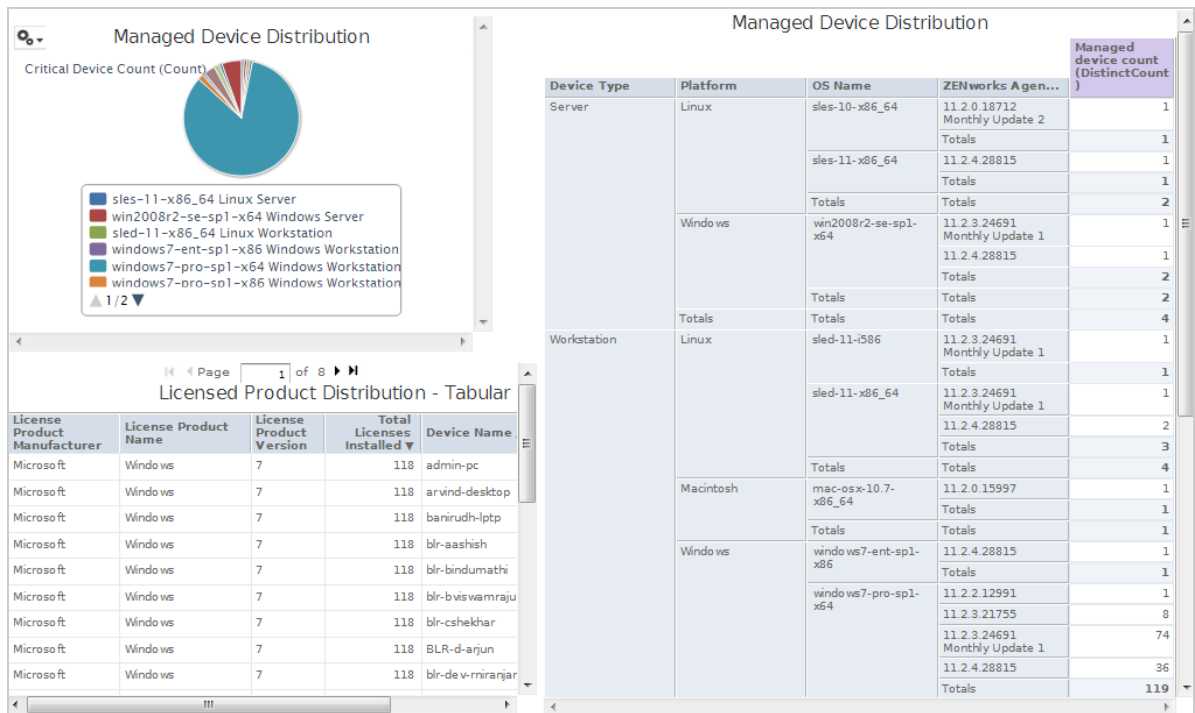 Managed Device Distribution
Critical Device Count (Count)
sles-11-x86_64 Linux Server
win2008r2-se-sp1-x64 Windows Server
sled-11-x86_64 Linux Workstation
windows7-ent-sp1-x86 Windows Workstation
windows7-pro-sp1-x64 Windows Workstation
windows7-pro-sp1-x86 Windows Workstation
1/2
Page 1 of 8
Licensed Product Distribution - Tabular
License Product Manufacturer License Product Name License Product Version Total Licenses Installed Device Name
Microsoft Windows 7 118 admin-pc
Microsoft Windows 7 118 arvind-desktop
Microsoft Windows 7 118 banirudh-lptp
Microsoft Windows 7 118 blr-aashish
Microsoft Windows 7 118 blr-bindumathi
Microsoft Windows 7 118 blr-bviswamraju
Microsoft Windows 7 118 blr-cshekhar
Microsoft Windows 7 118 BLR-d-arjun
Microsoft Windows 7 118 blr-dev-rniranjan
Managed Device Distribution
Device Type Platform OS Name ZENworks Agen... Managed device count (DistinctCount)
Server Linux sles-10-x86_64 11.2.0.18712 Monthly Update 2 1
Totals 1
sles-11-x86_64 11.2.4.28815 1
Totals 1
Totals Totals 2
Windows win2008r2-se-sp1-x64 11.2.3.24691 Monthly Update 1 1
11.2.4.28815 1
Totals 2
Totals Totals 2
Totals Totals Totals 4
Workstation Linux sled-11-i586 11.2.3.24691 Monthly Update 1 1
Totals 1
sled-11-x86_64 11.2.3.24691 Monthly Update 1 1
11.2.4.28815 2
Totals 3
Totals Totals 4
Macintosh mac-osx-10.7-x86_64 11.2.0.15997 1
Totals 1
Totals Totals 1
Windows windows7-ent-sp1-x86 11.2.4.28815 1
Totals 1
windows7-pro-sp1-x64 11.2.2.12991 1
11.2.3.21755 8
11.2.3.24691 Monthly Update 1 74
11.2.4.28815 36
Totals 119